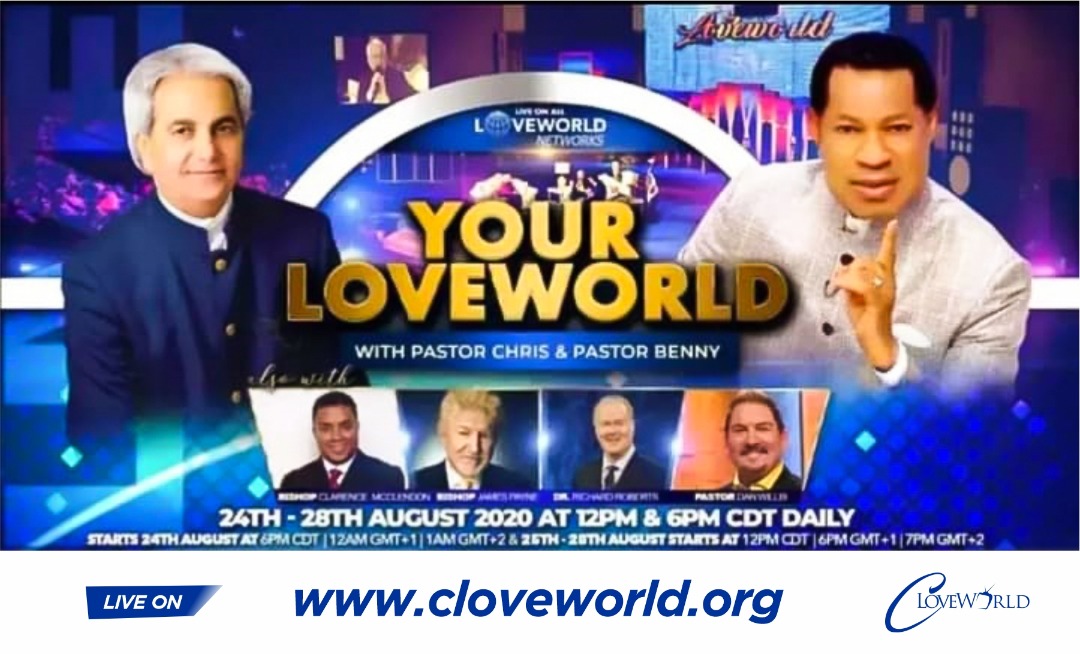 Loveworld
LIVE ON ALL
LOVEWORLD
NETWORKS
YOUR
LOVEWORLD
WITH PASTOR CHRIS & PASTOR BENNY
also with
BISHOP CLARENCE MCCLENDON BISHOP JAMES PAYNE DR. RICHARD ROBERTS PASTOR DAN WILLIS
24TH - 28TH AUGUST 2020 AT 12PM & 6PM CDT DAILY
STARTS 24TH AUGUST AT 6PM CDT | 12AM GMT+1 | 1AM GMT+2 & 25TH - 28TH AUGUST STARTS AT 12PM CDT | 6PM GMT+1 | 7PM GMT+2
LIVE ON www.cloveworld.org CLOVEWORLD